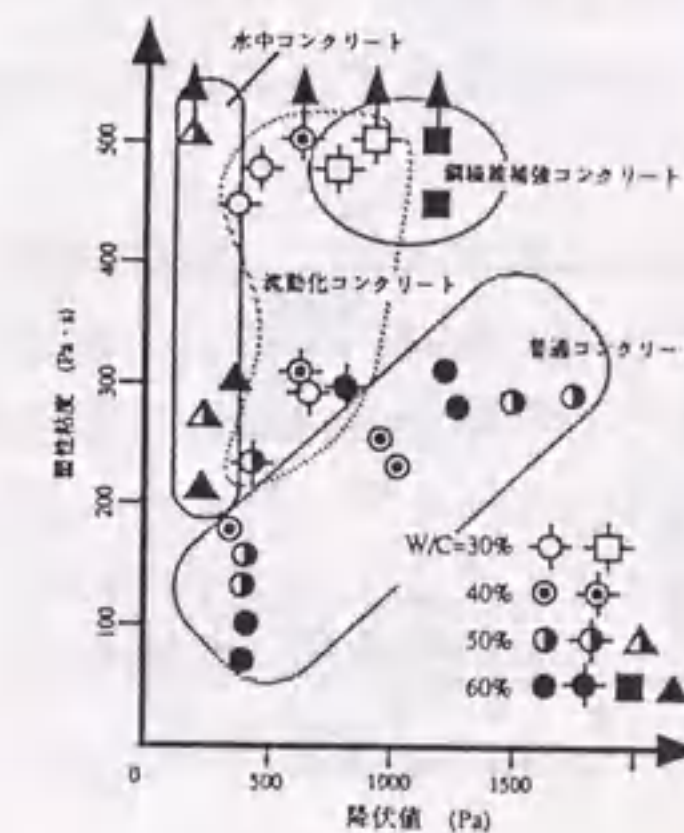 水中コンクリート
500
鋼繊維補強コンクリート
400
流動化コンクリート
普通コンクリー
300
塑性粘度 (Pa・s)
200
W/C=30%
40%
100
50%
60%
0
500
1000
1500
降伏値 (Pa)